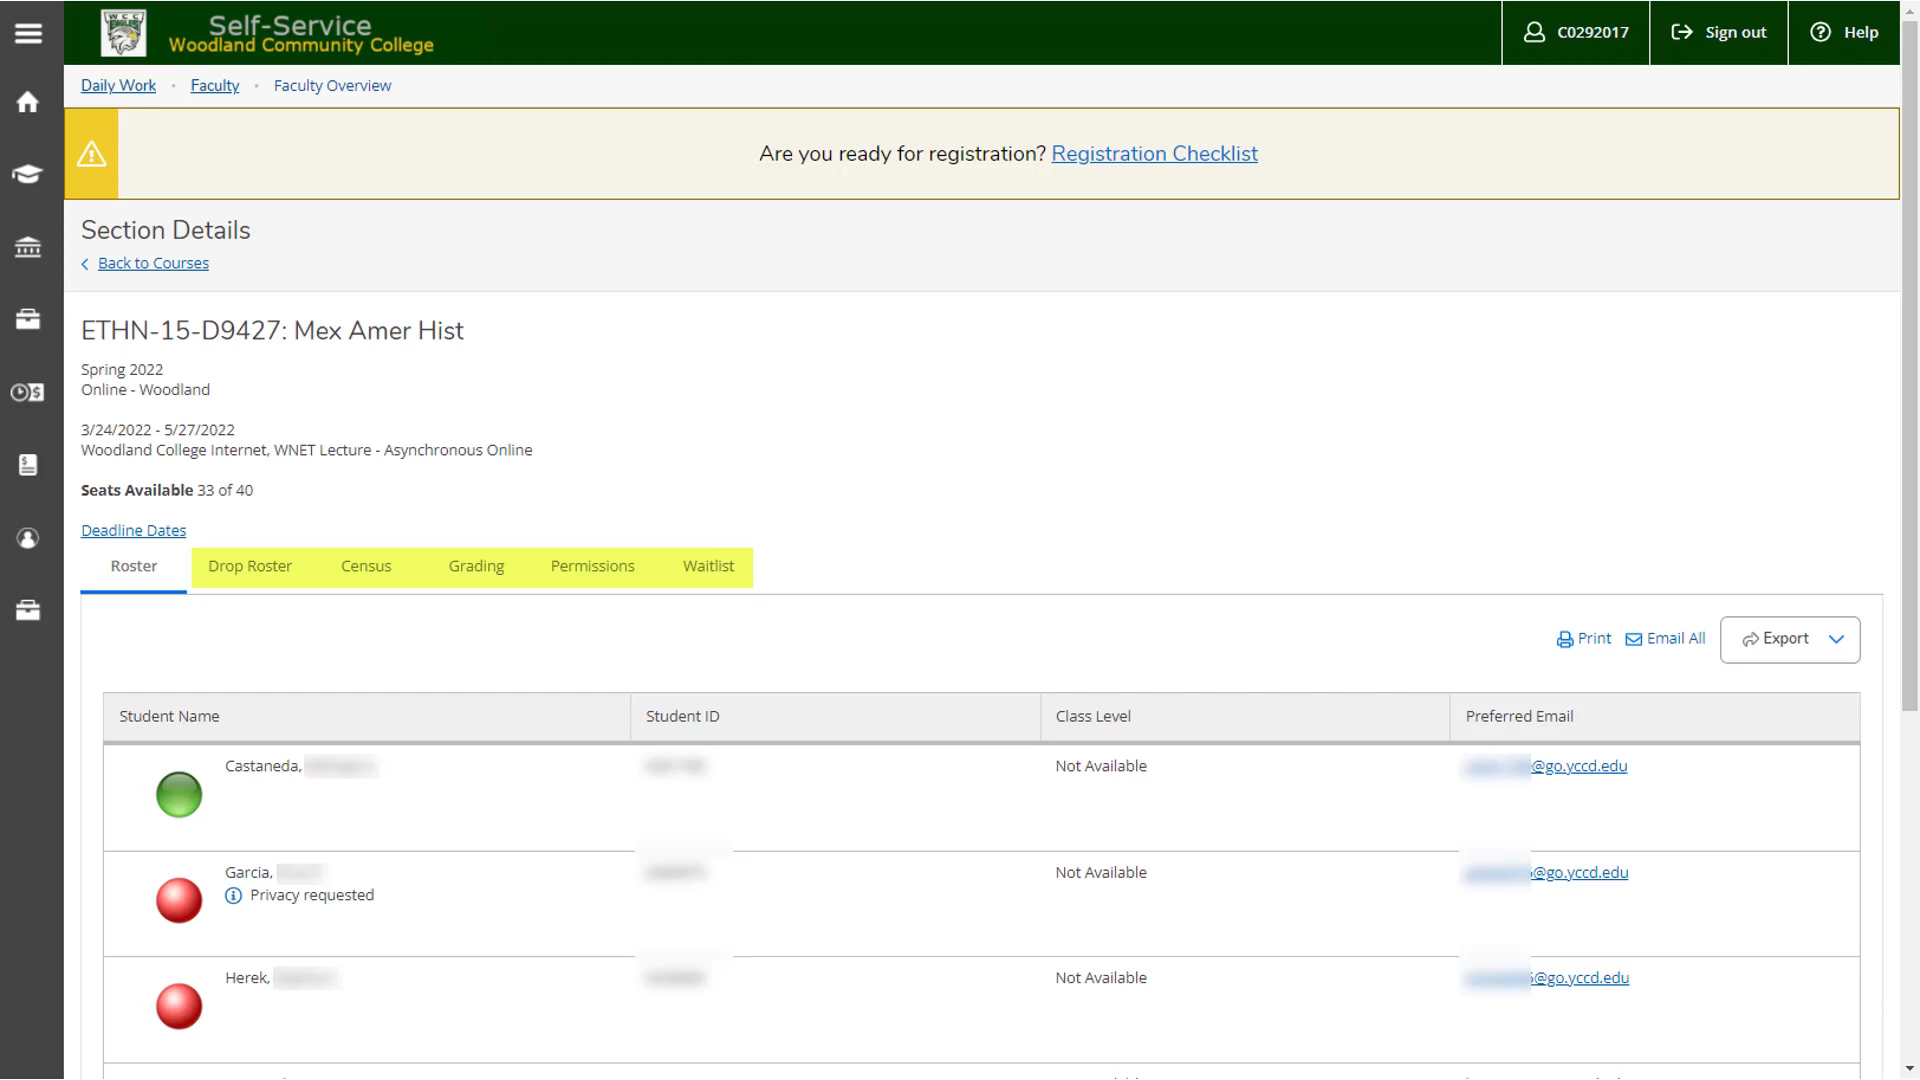 WCC
EAGLES
Self-Service
Woodland Community College
C0292017
Sign out
Help
Daily Work • Faculty • Faculty Overview
Are you ready for registration? Registration Checklist
Section Details
Back to Courses
ETHN-15-D9427: Mex Amer Hist
Spring 2022
Online - Woodland
3/24/2022 - 5/27/2022
Woodland College Internet, WNET Lecture - Asynchronous Online
Seats Available 33 of 40
Deadline Dates
Roster Drop Roster Census Grading Permissions Waitlist
Print Email All Export
Student Name Student ID Class Level Preferred Email
Castaneda, Not Available @go.yccd.edu
Garcia, Not Available @go.yccd.edu
Privacy requested
Herek, Not Available @go.yccd.edu